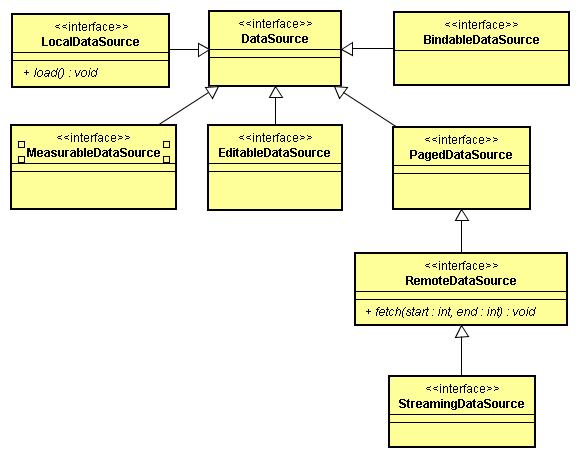 <<interface>>
LocalDataSource
+ load() : void
<<interface>>
DataSource
<<interface>>
BindableDataSource
<<interface>>
MeasurableDataSource
<<interface>>
EditableDataSource
<<interface>>
PagedDataSource
<<interface>>
RemoteDataSource
+ fetch(start : int, end : int) : void
<<interface>>
StreamingDataSource